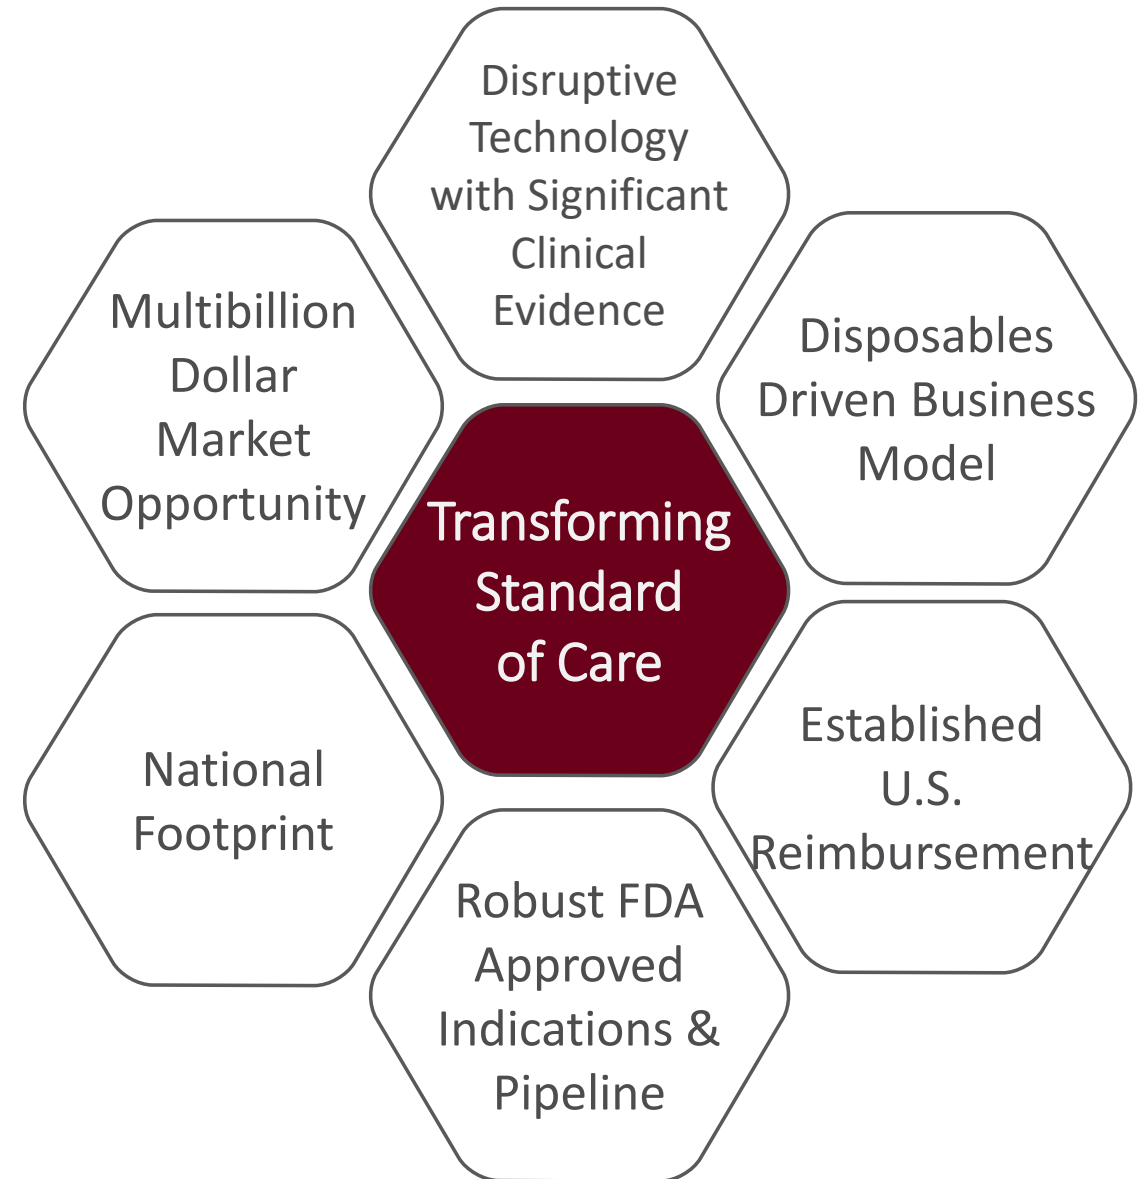 Disruptive
Technology
with Significant
Clinical
Evidence
Multibillion
Dollar
Market
Opportunity
Disposables
Driven Business
Model
Transforming
Standard
of Care
National
Footprint
Established
U.S.
Reimbursement
Robust FDA
Approved
Indications &
Pipeline